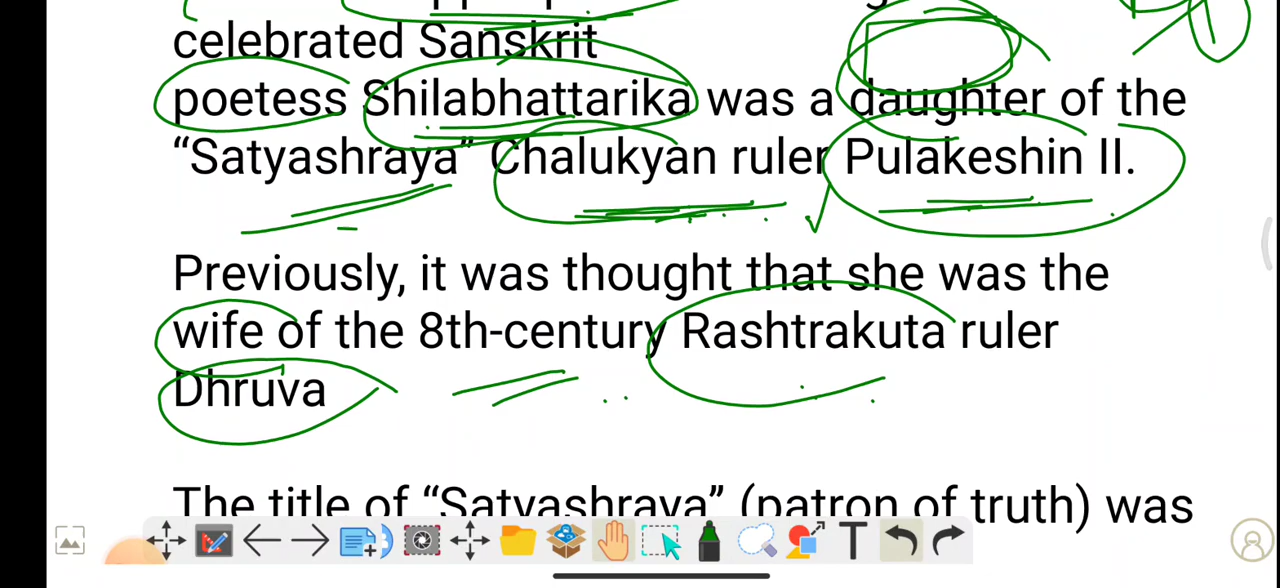 celebrated Sanskrit
poetess Shilabhattarika was a daughter of the
“Satyashraya” Chalukyan ruler Pulakeshin II.
Previously, it was thought that she was the
wife of the 8th-century Rashtrakuta ruler
Dhruva
The title of “Satyashraya” (patron of truth) was
T